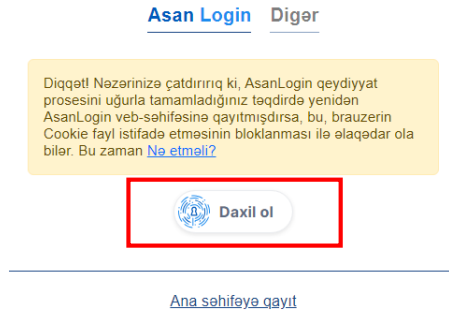 Asan Login Digər
Diqqət! Nəzərinizə çatdırırıq ki, AsanLogin qeydiyyat
prosesini uğurla tamamladığınız təqdirdə yenidən
AsanLogin veb-səhifəsinə qayıtmışdırsa, bu, brauzerin
Cookie fayl istifadə etməsinin bloklanması ilə əlaqədar ola
bilər. Bu zaman Nə etməli?
Daxil ol
Ana səhifəyə qayıt